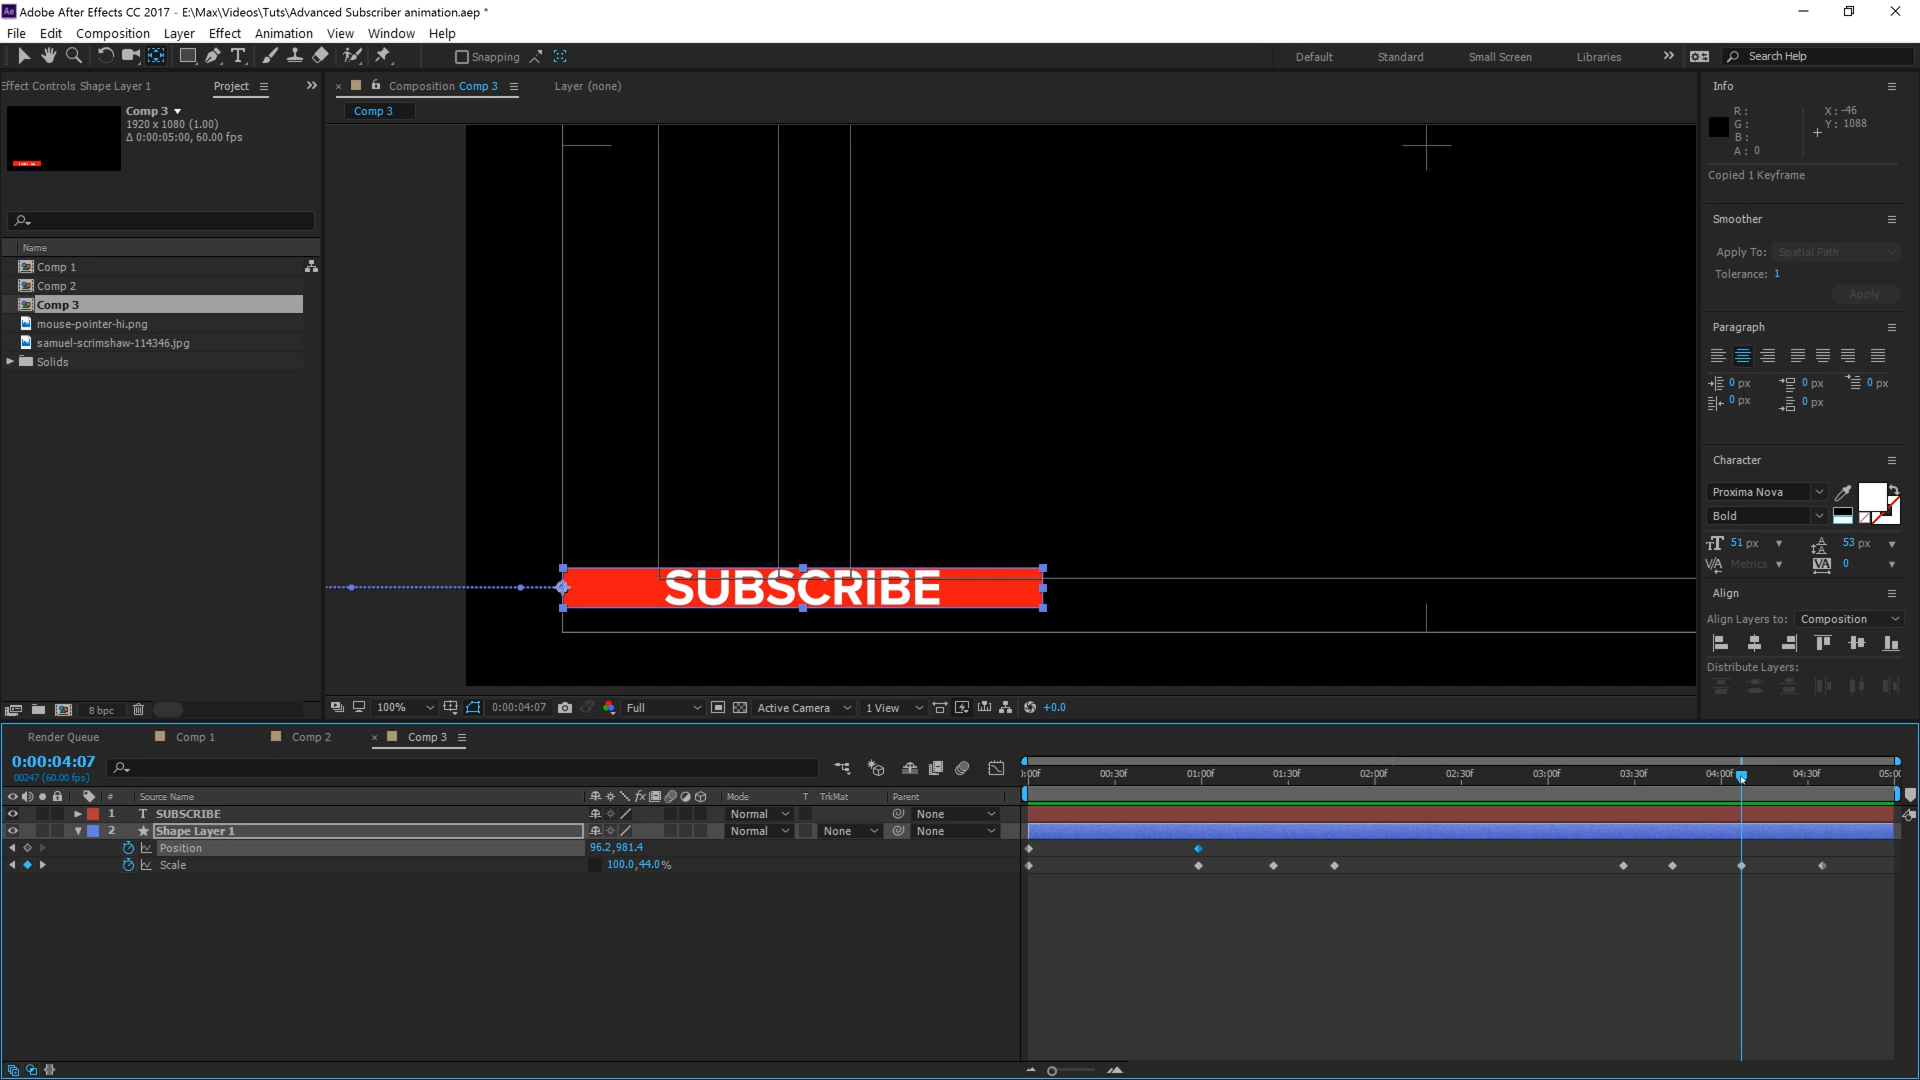 Adobe After Effects CC 2017 - E:\Max\Videos\Tuts\Advanced Subscriber animation.aep *
File Edit Composition Layer Effect Animation View Window Help
Snapping
Default Standard Small Screen Libraries Search Help
Effect Controls Shape Layer 1 Project
Composition Comp 3 Layer (none)
Comp 3
Comp 3
1920 x 1080 (1.00)
Δ 0:00:05:00, 60.00 fps
Name
Comp 1
Comp 2
Comp 3
mouse-pointer-hi.png
samuel-scrimshaw-114346.jpg
Solids
8 bpc
SUBSCRIBE
100% 0:00:04:07 Full Active Camera 1 View +0.0
Info
R:
G:
B:
A: 0
X: -46
Y: 1088
Copied 1 Keyframe
Smoother
Apply To: Spatial Path
Tolerance: 1
Apply
Paragraph
0 px 0 px 0 px
0 px 0 px
Character
Proxima Nova
Bold
51 px 53 px
Metrics 0
Align
Align Layers to: Composition
Distribute Layers:
Render Queue Comp 1 Comp 2 Comp 3
0:00:04:07
00247 (60.00 fps)
# Source Name Mode T TrkMat Parent
1 T SUBSCRIBE Normal None
2 Shape Layer 1 Normal None None
Position 96.2,981.4
Scale 100.0,44.0%
00:30f 01:00f 01:30f 02:00f 02:30f 03:00f 03:30f 04:00f 04:30f